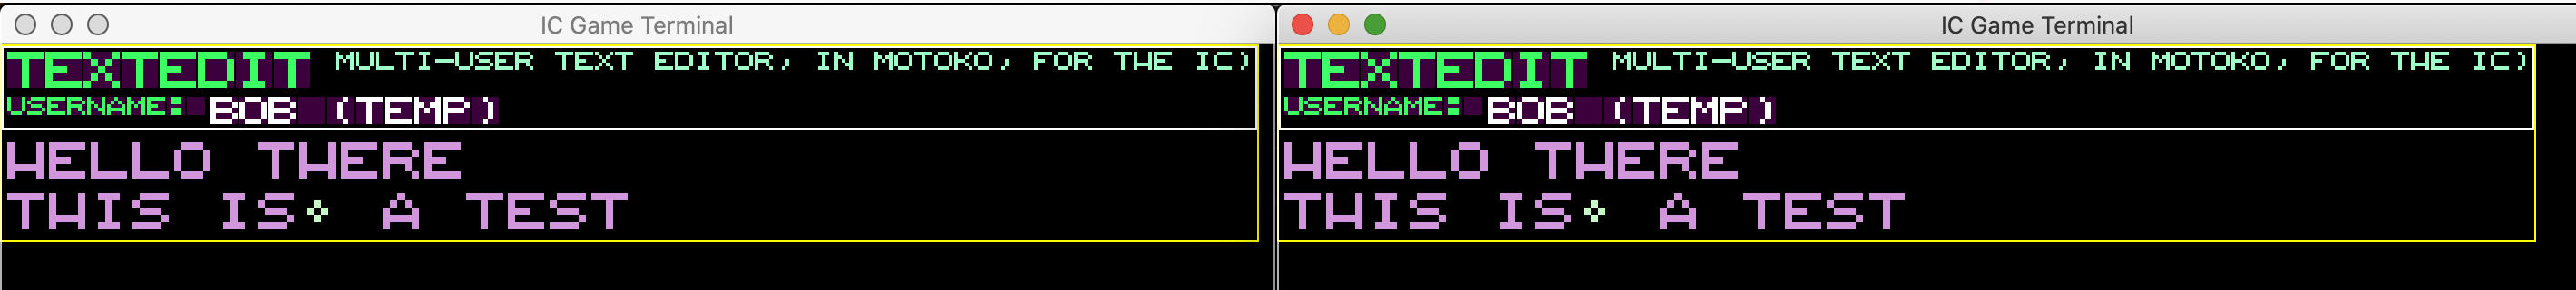 IC Game Terminal
TEXTEDIT MULTI-USER TEXT EDITOR, IN MOTOKO, FOR THE IC)
USERNAME: BOB (TEMP)
HELLO THERE
THIS IS⋄ A TEST
IC Game Terminal
TEXTEDIT MULTI-USER TEXT EDITOR, IN MOTOKO, FOR THE IC)
USERNAME: BOB (TEMP)
HELLO THERE
THIS IS⋄ A TEST